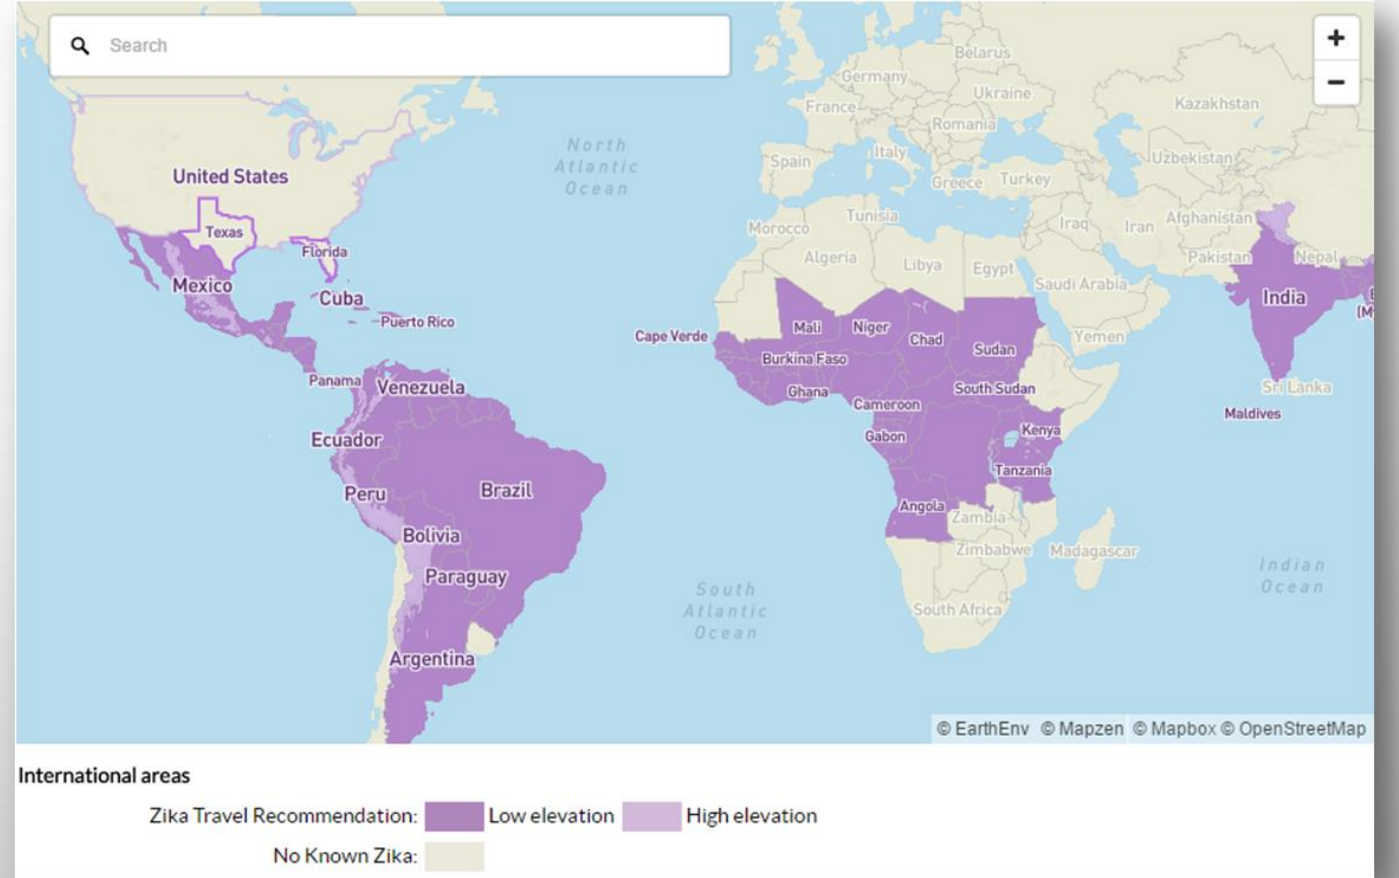 Search
Belarus
Germany
Ukraine
France
Kazakhstan
Romania
North
Atlantic
Ocean
Italy
Uzbekistan
Spain
United States
Greece
Turkey
Tunisia
Afghanistan
Morocco
Iraq
Iran
Texas
Algeria
Florida
Libya
Egypt
Pakistan
Nepal
Mexico
Saudi Arabia
Cuba
India
Puerto Rico
Mali
Niger
Cape Verde
Chad
Yemen
Sudan
Burkina Faso
Panama
Venezuela
Ghana
South Sudan
Sri Lanka
Cameroon
Maldives
Ecuador
Gabon
Kenya
Tanzania
Peru
Brazil
Angola
Zambia
Bolivia
Zimbabwe
Madagascar
Indian
Ocean
Paraguay
South
Atlantic
Ocean
South Africa
Argentina
© EarthEnv © Mapzen © Mapbox © OpenStreetMap
International areas
Zika Travel Recommendation: Low elevation High elevation
No Known Zika: